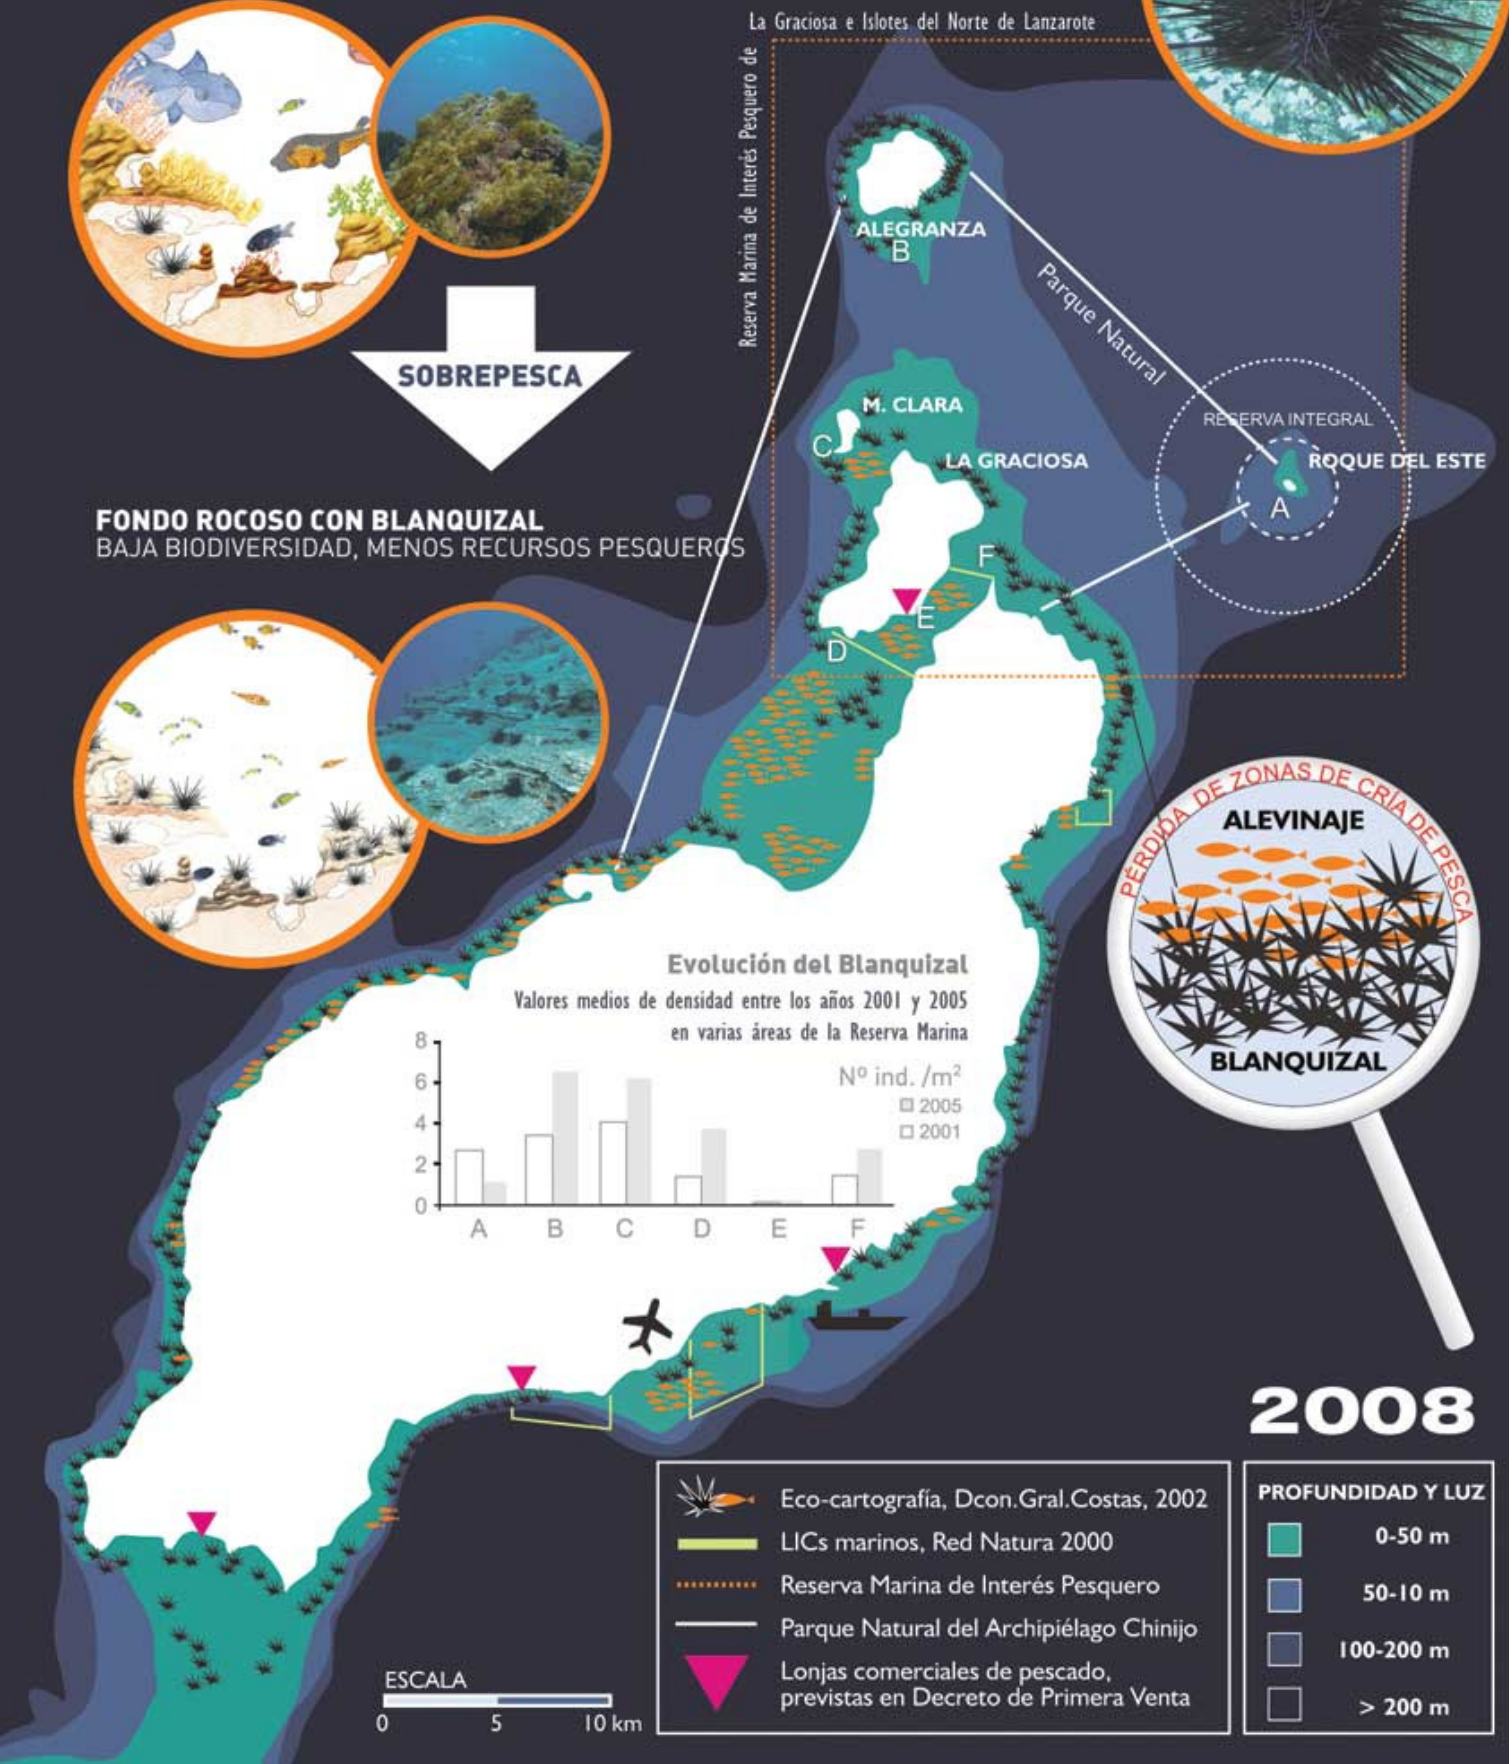 La Graciosa e Islotes del Norte de Lanzarote
Reserva Marina de Interés Pesquero de
ALEGRANZA
B
Parque Natural
SOBREPESCA
M. CLARA
C
LA GRACIOSA
RESERVA INTEGRAL
ROQUE DEL ESTE
A
FONDO ROCOSO CON BLANQUIZAL
BAJA BIODIVERSIDAD, MENOS RECURSOS PESQUEROS
F
E
D
PÉRDIDA DE ZONAS DE CRÍA DE PESCA
ALEVINAJE
BLANQUIZAL
Evolución del Blanquizal
Valores medios de densidad entre los años 2001 y 2005
en varias áreas de la Reserva Marina
Nº ind. /m²
2005
2001
8
6
4
2
0
A B C D E F
2008
Eco-cartografía, Dcon.Gral.Costas, 2002
LICs marinos, Red Natura 2000
Reserva Marina de Interés Pesquero
Parque Natural del Archipiélago Chinijo
Lonjas comerciales de pescado,
previstas en Decreto de Primera Venta
PROFUNDIDAD Y LUZ
0-50 m
50-10 m
100-200 m
> 200 m
ESCALA
0 5 10 km